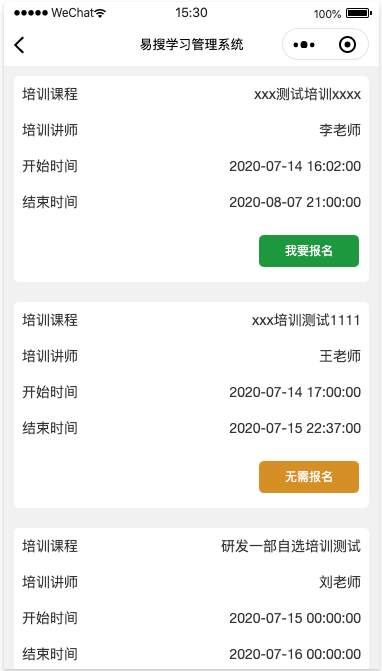 WeChat 15:30 100%
易搜学习管理系统
培训课程 xxx测试培训xxxx
培训讲师 李老师
开始时间 2020-07-14 16:02:00
结束时间 2020-08-07 21:00:00
我要报名
培训课程 xxx培训测试1111
培训讲师 王老师
开始时间 2020-07-14 17:00:00
结束时间 2020-07-15 22:37:00
无需报名
培训课程 研发一部自选培训测试
培训讲师 刘老师
开始时间 2020-07-15 00:00:00
结束时间 2020-07-16 00:00:00